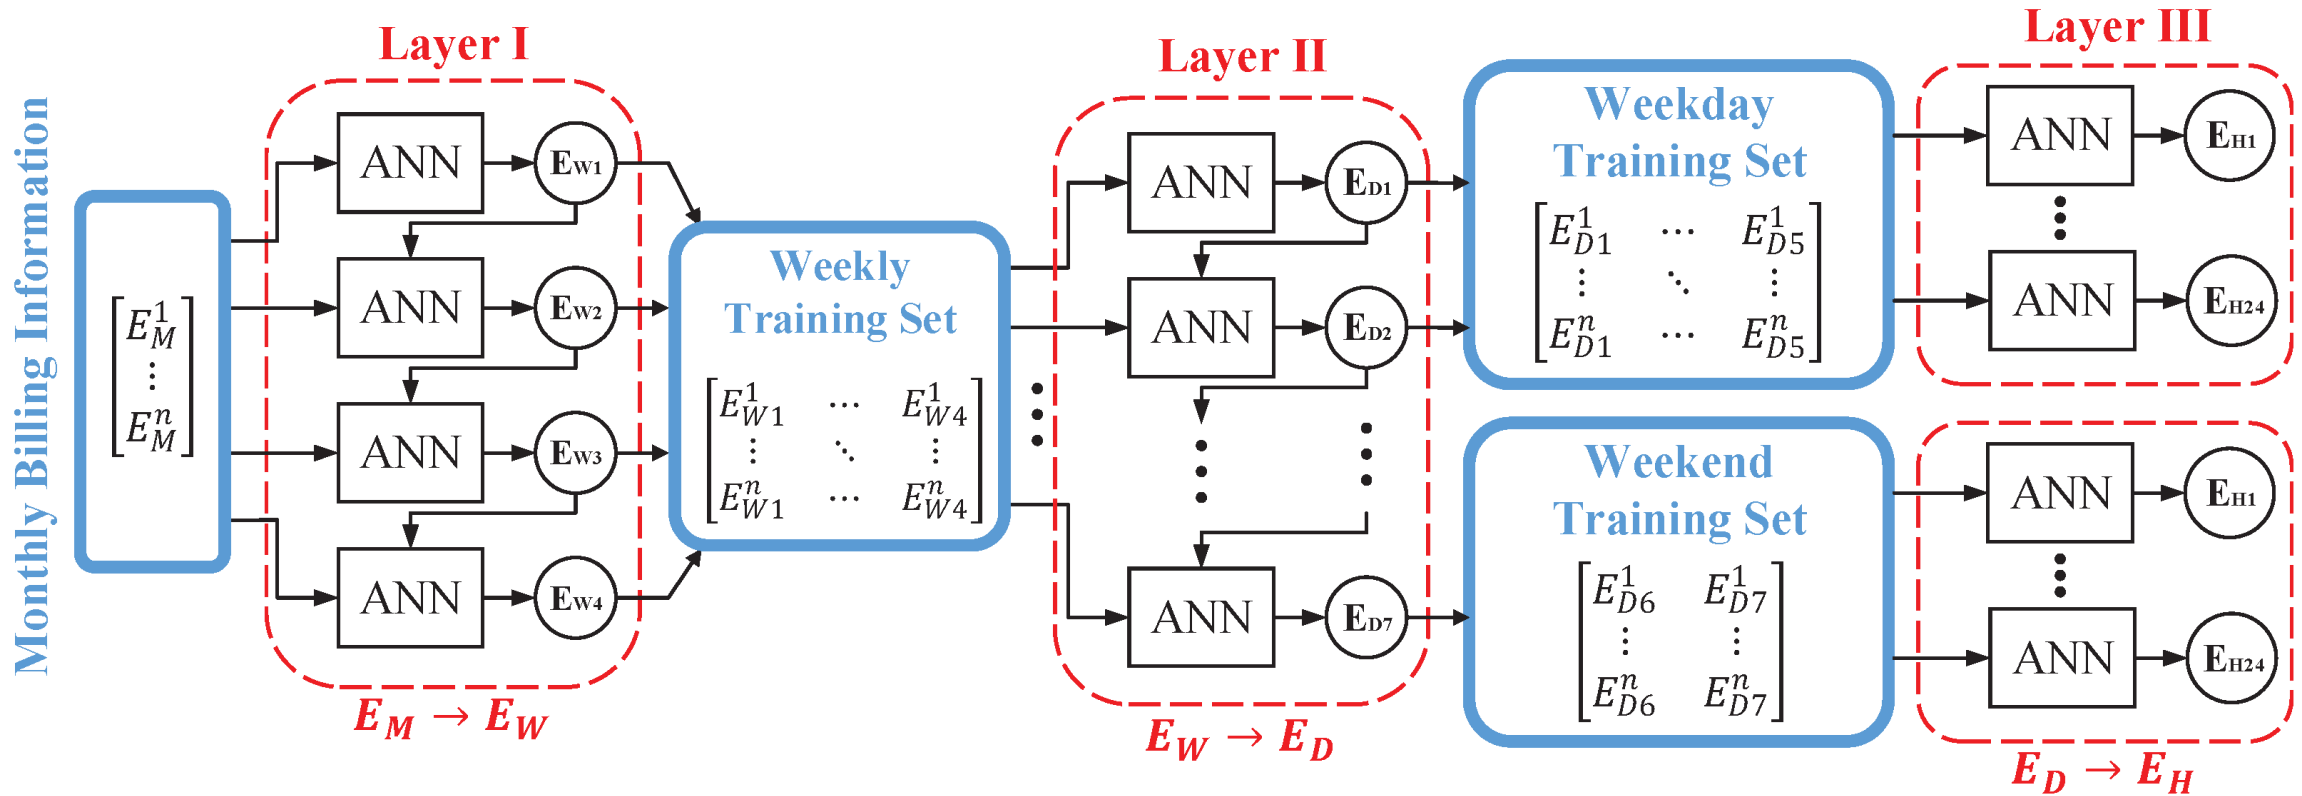 Monthly Billing Information
[E_M^1 ⋮ E_M^n]
Layer I
ANN
E_W1
ANN
E_W2
ANN
E_W3
ANN
E_W4
E_M → E_W
Weekly
Training Set
E_W1^1 ⋯ E_W4^1
⋮ ⋱ ⋮
E_W1^n ⋯ E_W4^n
Layer II
ANN
E_D1
ANN
E_D2
ANN
E_D7
E_W → E_D
Weekday
Training Set
E_D1^1 ⋯ E_D5^1
⋮ ⋱ ⋮
E_D1^n ⋯ E_D5^n
Weekend
Training Set
E_D6^1 E_D7^1
⋮ ⋮
E_D6^n E_D7^n
Layer III
ANN
E_H1
ANN
E_H24
ANN
E_H1
ANN
E_H24
E_D → E_H